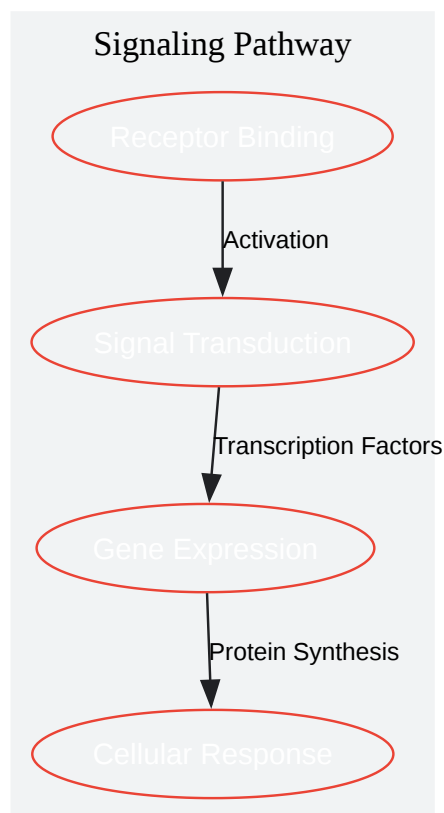 Signaling Pathway
Receptor Binding
Activation
Signal Transduction
Transcription Factors
Gene Expression
Protein Synthesis
Cellular Response